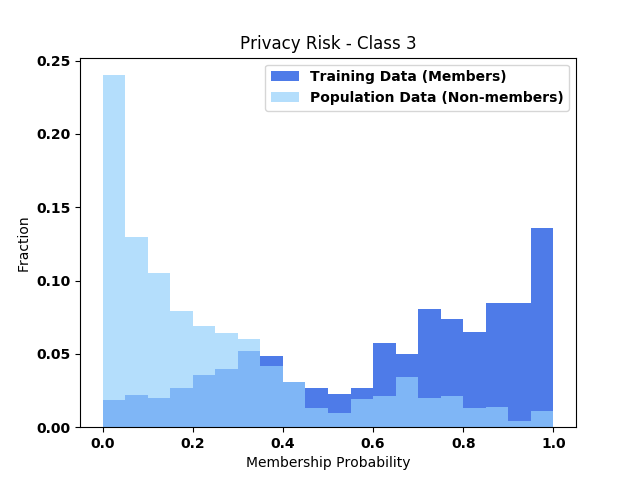 Privacy Risk - Class 3
Training Data (Members)
Population Data (Non-members)
0.25
0.20
0.15
0.10
0.05
0.00
Fraction
0.0 0.2 0.4 0.6 0.8 1.0
Membership Probability